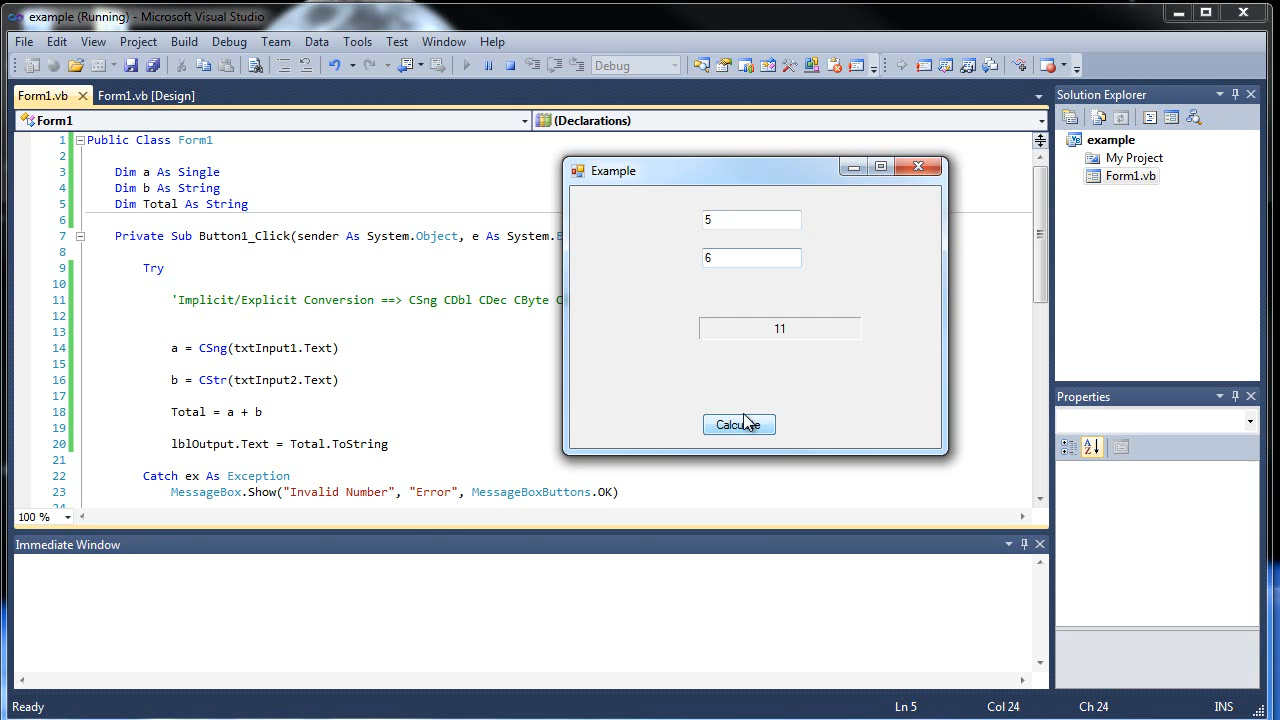 example (Running) - Microsoft Visual Studio
File Edit View Project Build Debug Team Data Tools Test Window Help
Debug
Form1.vb Form1.vb [Design]
Form1 (Declarations)
1 Public Class Form1
2
3 Dim a As Single
4 Dim b As String
5 Dim Total As String
6
7 Private Sub Button1_Click(sender As System.Object, e As System.
8
9 Try
10
11 'Implicit/Explicit Conversion ==> CSng CDbl CDec CByte
12
13
14 a = CSng(txtInput1.Text)
15
16 b = CStr(txtInput2.Text)
17
18 Total = a + b
19
20 lblOutput.Text = Total.ToString
21
22 Catch ex As Exception
23 MessageBox.Show("Invalid Number", "Error", MessageBoxButtons.OK)
100 %
Example
5
6
11
Calculate
Solution Explorer
example
My Project
Form1.vb
Properties
Immediate Window
Ready Ln 5 Col 24 Ch 24 INS